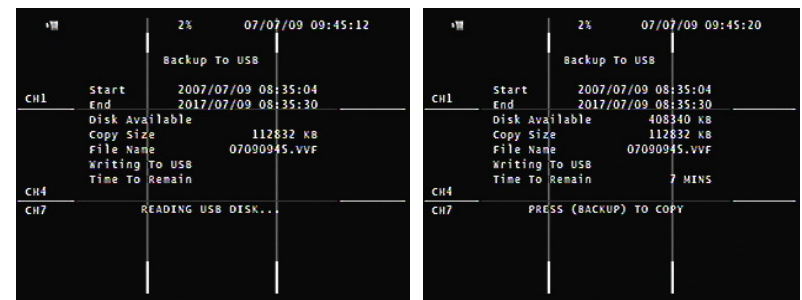 2% 07/07/09 09:45:12
Backup To USB
Start 2007/07/09 08:35:04
CH1
End 2017/07/09 08:35:30
Disk Available
Copy Size 112832 KB
File Name 07090945.VVF
Writing To USB
Time To Remain
CH4
CH7 READING USB DISK...
2% 07/07/09 09:45:20
Backup To USB
Start 2007/07/09 08:35:04
CH1
End 2017/07/09 08:35:30
Disk Available 408340 KB
Copy Size 112832 KB
File Name 07090945.VVF
Writing To USB
Time To Remain 7 MINS
CH4
CH7 PRESS (BACKUP) TO COPY